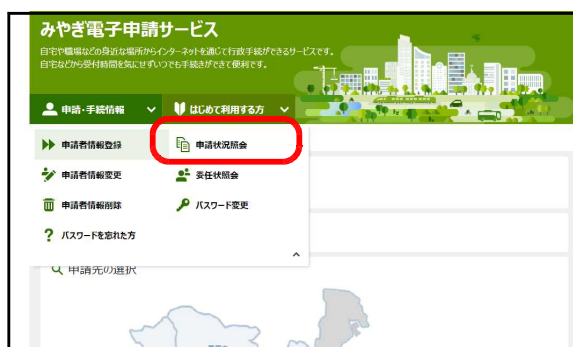 みやぎ電子申請サービス
自宅や職場などの身近な場所からインターネットを通じて行政手続ができるサービスです。
自宅などから受付時間を気にせずいつでも手続きができて便利です。
申請・手続情報 はじめて利用する方
申請者情報登録 申請状況照会
申請者情報変更 委任状照会
申請者情報削除 パスワード変更
パスワードを忘れた方
申請先の選択